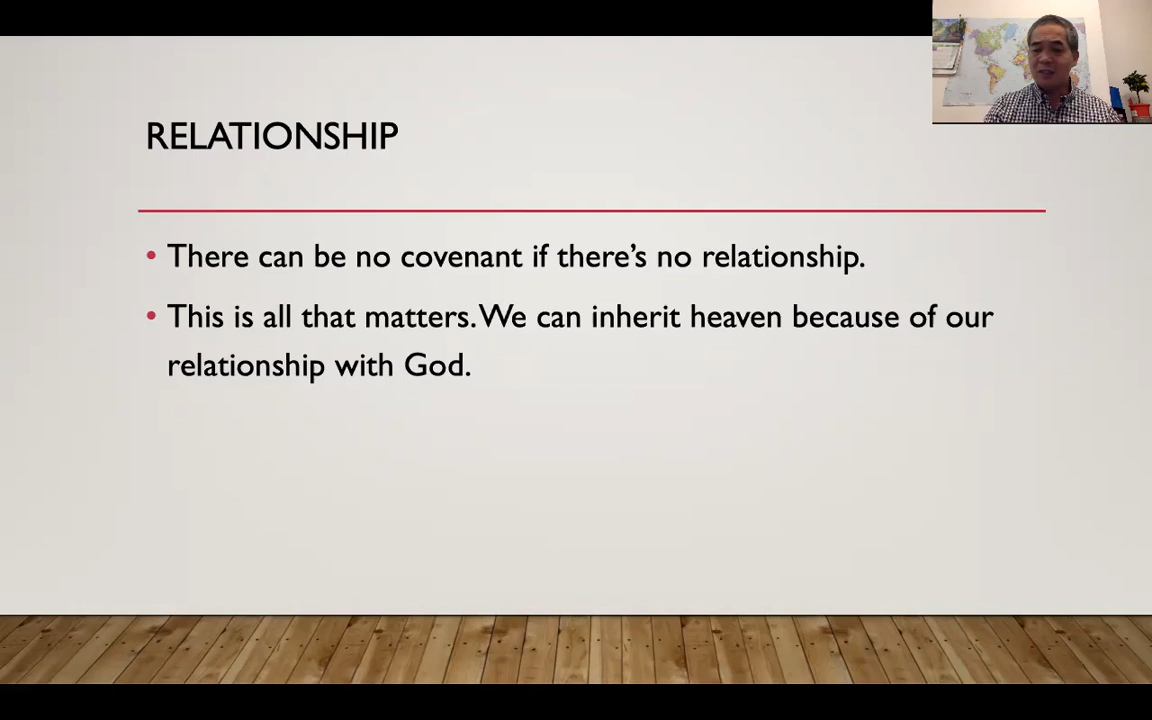 RELATIONSHIP
• There can be no covenant if there’s no relationship.
• This is all that matters. We can inherit heaven because of our
relationship with God.